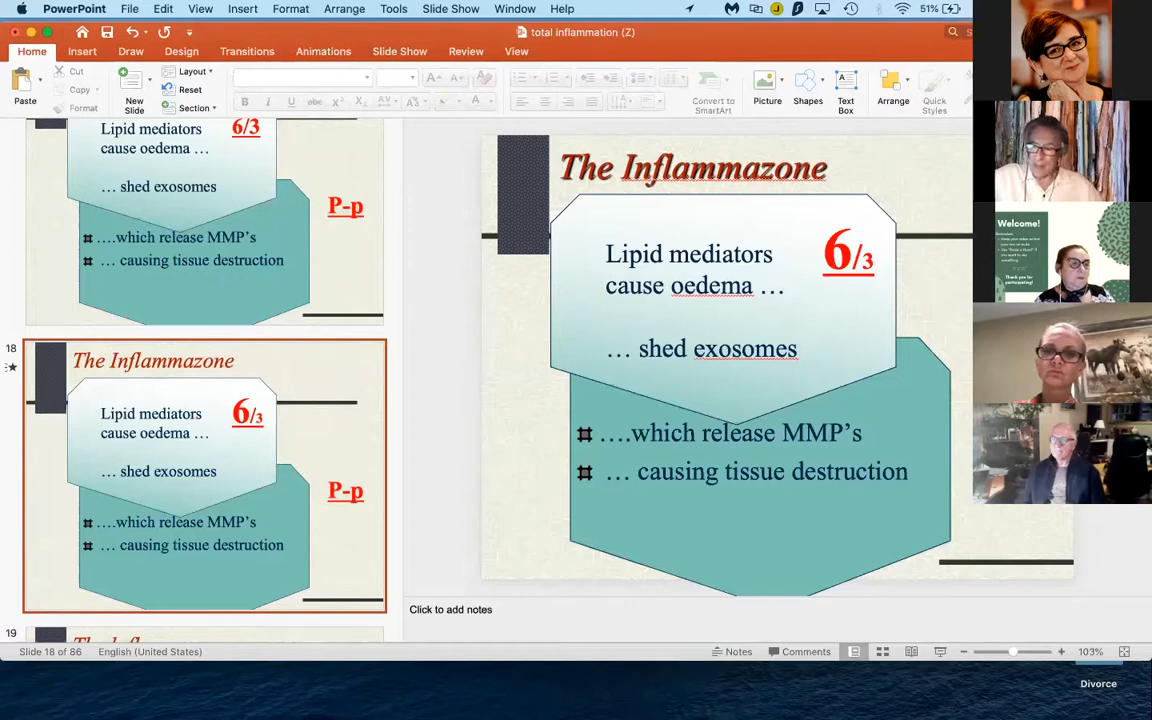 PowerPoint File Edit View Insert Format Arrange Tools Slide Show Window Help
51%
total inflammation (Z)
Home Insert Draw Design Transitions Animations Slide Show Review View
Paste
Cut
Copy
Format
New
Slide
Layout
Reset
Section
B I U abc X² X₂ AV Aa A
Convert to
SmartArt
Picture
Shapes
Text
Box
Arrange
Quick
Styles
Lipid mediators
cause oedema …
6/3
… shed exosomes
P-p
….which release MMP's
… causing tissue destruction
18
The Inflammazone
Lipid mediators
cause oedema …
6/3
… shed exosomes
P-p
….which release MMP's
… causing tissue destruction
19
The Inflammazone
Lipid mediators
cause oedema …
6/3
… shed exosomes
….which release MMP's
… causing tissue destruction
Click to add notes
Welcome!
Thank you for
participating!
Slide 18 of 86 English (United States)
Notes Comments
103%
Divorce